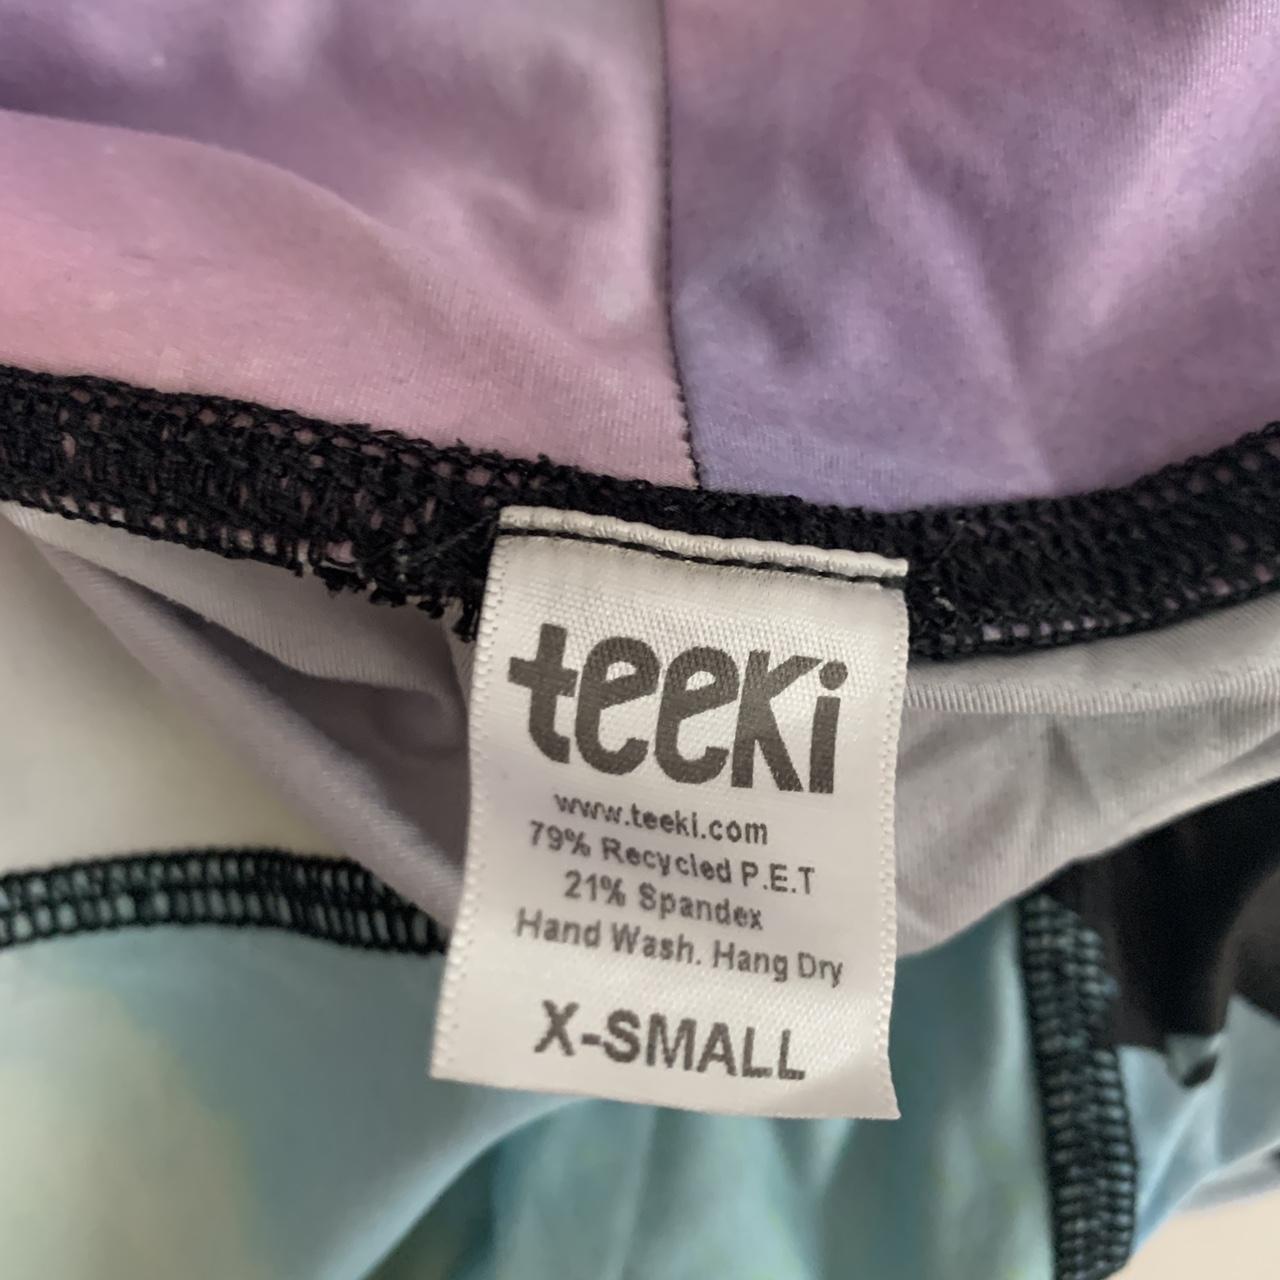 teeki
www.teeki.com
79% Recycled P.E.T
21% Spandex
Hand Wash. Hang Dry
X-SMALL